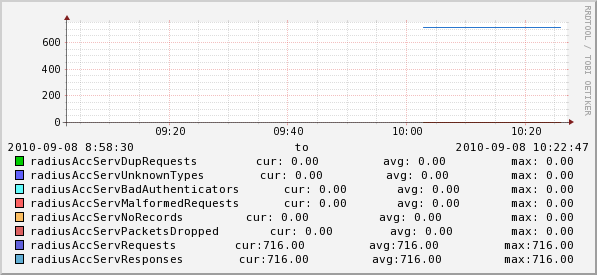 RRDTOOL / TOBI OETIKER
600
400
200
0
09:20 09:40 10:00 10:20
2010-09-08 8:58:30 to 2010-09-08 10:22:47
radiusAccServDupRequests cur: 0.00 avg: 0.00 max: 0.00
radiusAccServUnknownTypes cur: 0.00 avg: 0.00 max: 0.00
radiusAccServBadAuthenticators cur: 0.00 avg: 0.00 max: 0.00
radiusAccServMalformedRequests cur: 0.00 avg: 0.00 max: 0.00
radiusAccServNoRecords cur: 0.00 avg: 0.00 max: 0.00
radiusAccServPacketsDropped cur: 0.00 avg: 0.00 max: 0.00
radiusAccServRequests cur:716.00 avg:716.00 max:716.00
radiusAccServResponses cur:716.00 avg:716.00 max:716.00